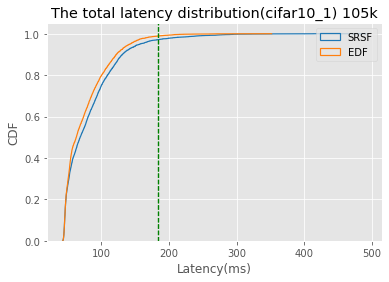 The total latency distribution(cifar10_1) 105k
SRSF
EDF
1.0
0.8
0.6
0.4
0.2
0.0
CDF
100
200
300
400
500
Latency(ms)